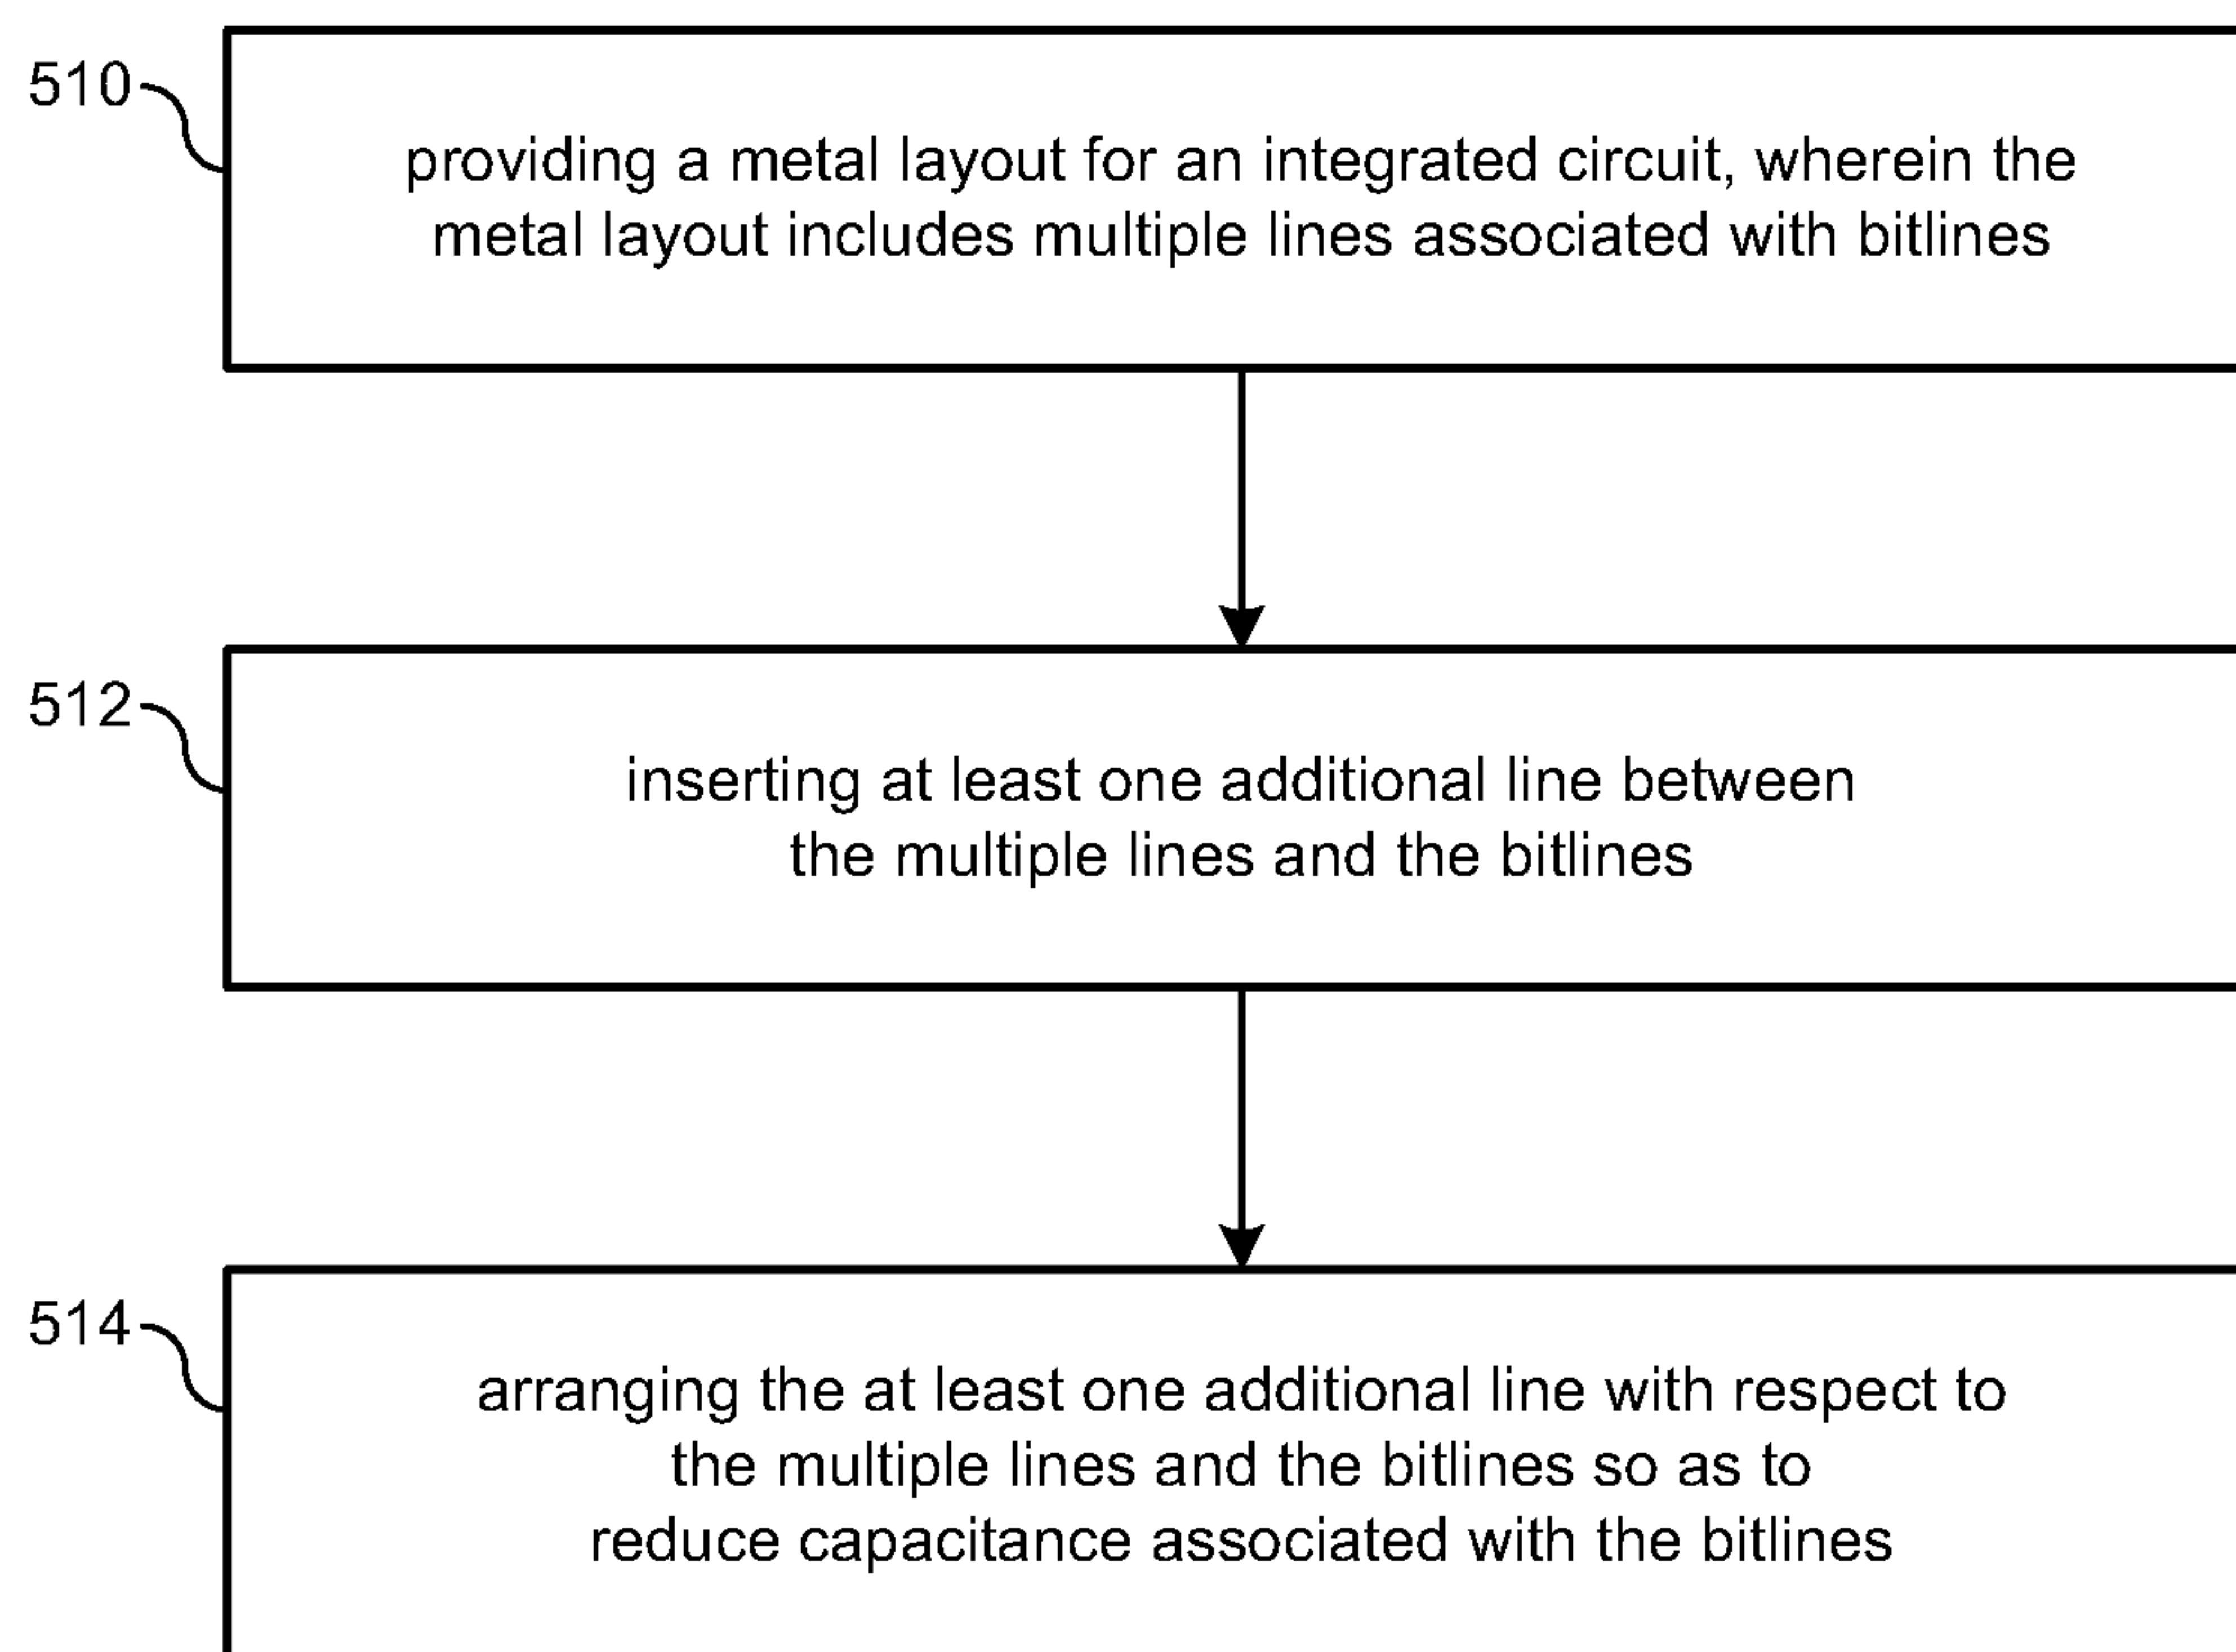 510
providing a metal layout for an integrated circuit, wherein the
metal layout includes multiple lines associated with bitlines
512
inserting at least one additional line between
the multiple lines and the bitlines
514
arranging the at least one additional line with respect to
the multiple lines and the bitlines so as to
reduce capacitance associated with the bitlines